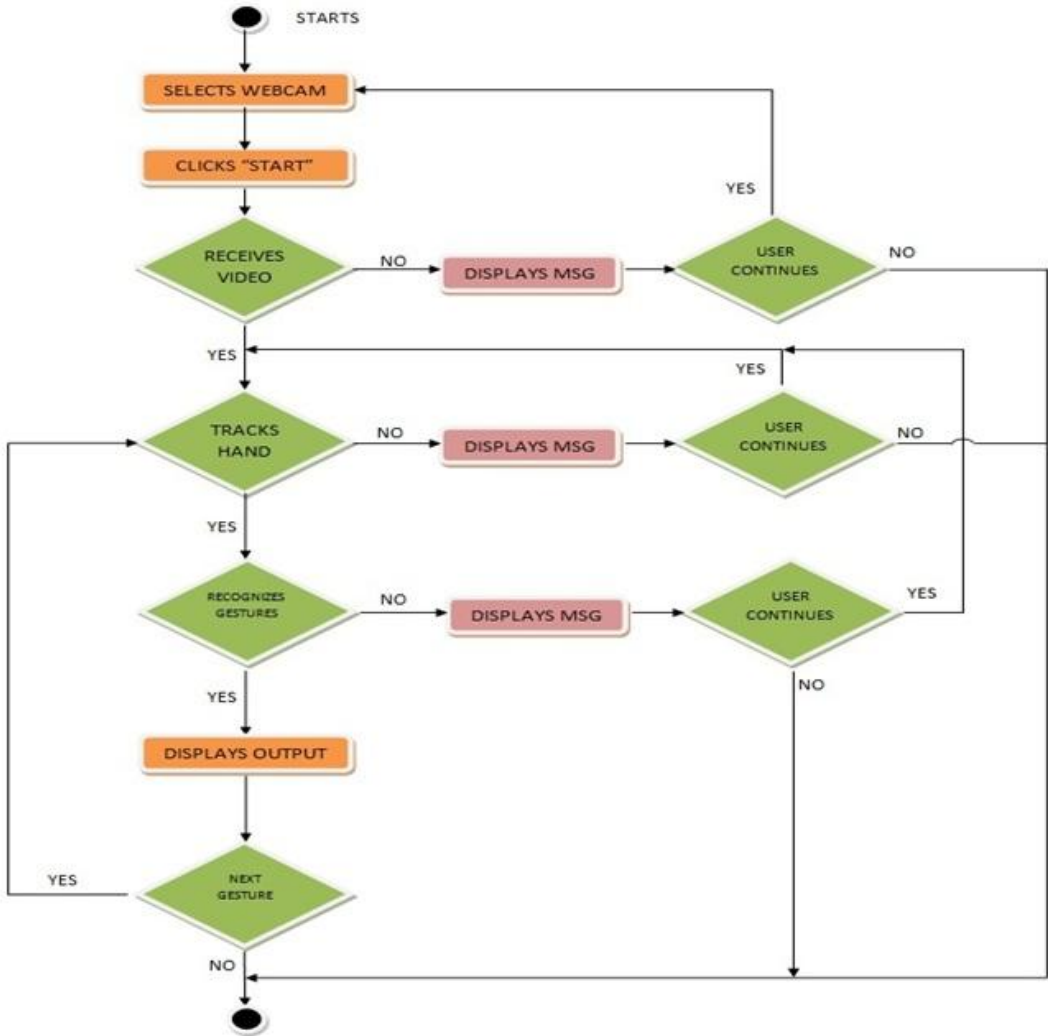 STARTS
SELECTS WEBCAM
CLICKS “START”
YES
RECEIVES
VIDEO
NO
DISPLAYS MSG
USER
CONTINUES
NO
YES
YES
TRACKS
HAND
NO
DISPLAYS MSG
USER
CONTINUES
NO
YES
RECOGNIZES
GESTURES
NO
DISPLAYS MSG
USER
CONTINUES
YES
YES
NO
DISPLAYS OUTPUT
YES
NEXT
GESTURE
NO